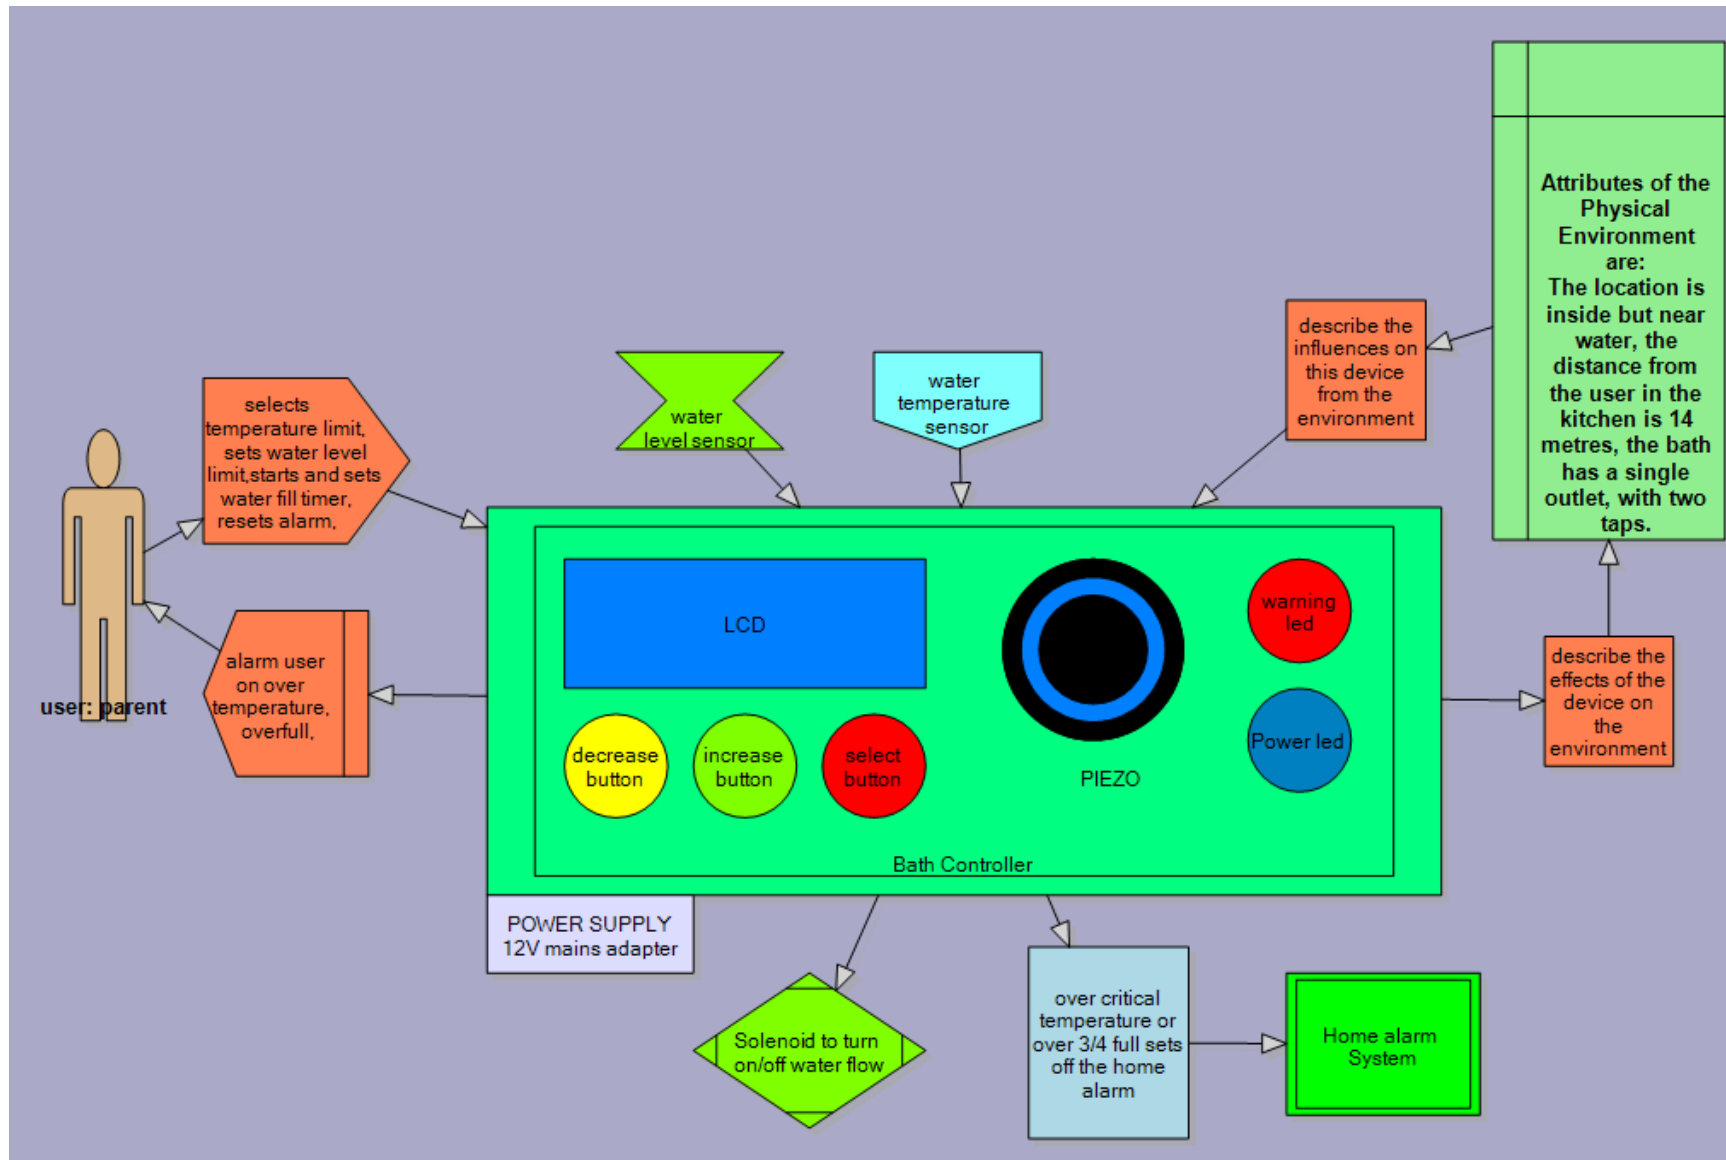 Attributes of the
Physical
Environment
are:
The location is
inside but near
water, the
distance from
the user in the
kitchen is 14
metres, the bath
has a single
outlet, with two
taps.
describe the
influences on
this device
from the
environment
water
temperature
sensor
water
level sensor
selects
temperature limit,
sets water level
limit,starts and sets
water fill timer,
resets alarm,
user: parent
alarm user
on over
temperature,
overfull,
LCD
decrease
button
increase
button
select
button
PIEZO
warning
led
Power led
Bath Controller
describe the
effects of the
device on
the
environment
POWER SUPPLY
12V mains adapter
Solenoid to turn
on/off water flow
over critical
temperature or
over 3/4 full sets
off the home
alarm
Home alarm
System